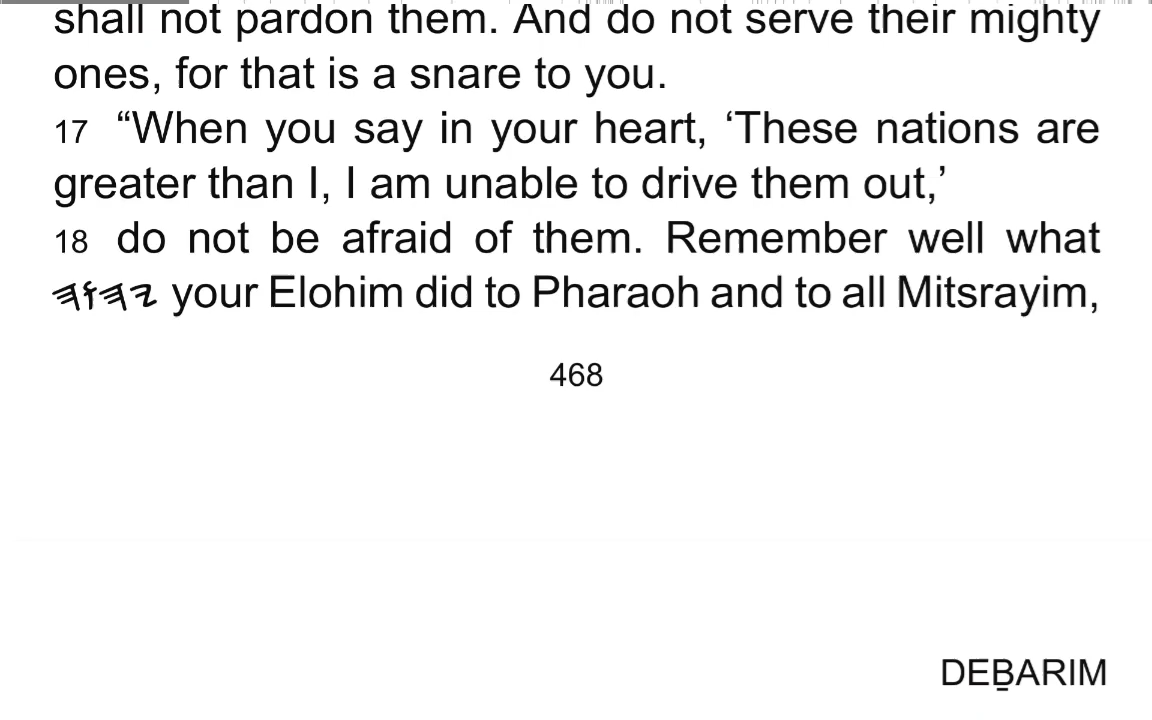 shall not pardon them. And do not serve their mighty
ones, for that is a snare to you.
17 “When you say in your heart, ‘These nations are
greater than I, I am unable to drive them out,’
18 do not be afraid of them. Remember well what
𐤉𐤄𐤅𐤄 your Elohim did to Pharaoh and to all Mitsrayim,
468
DEḆARIM